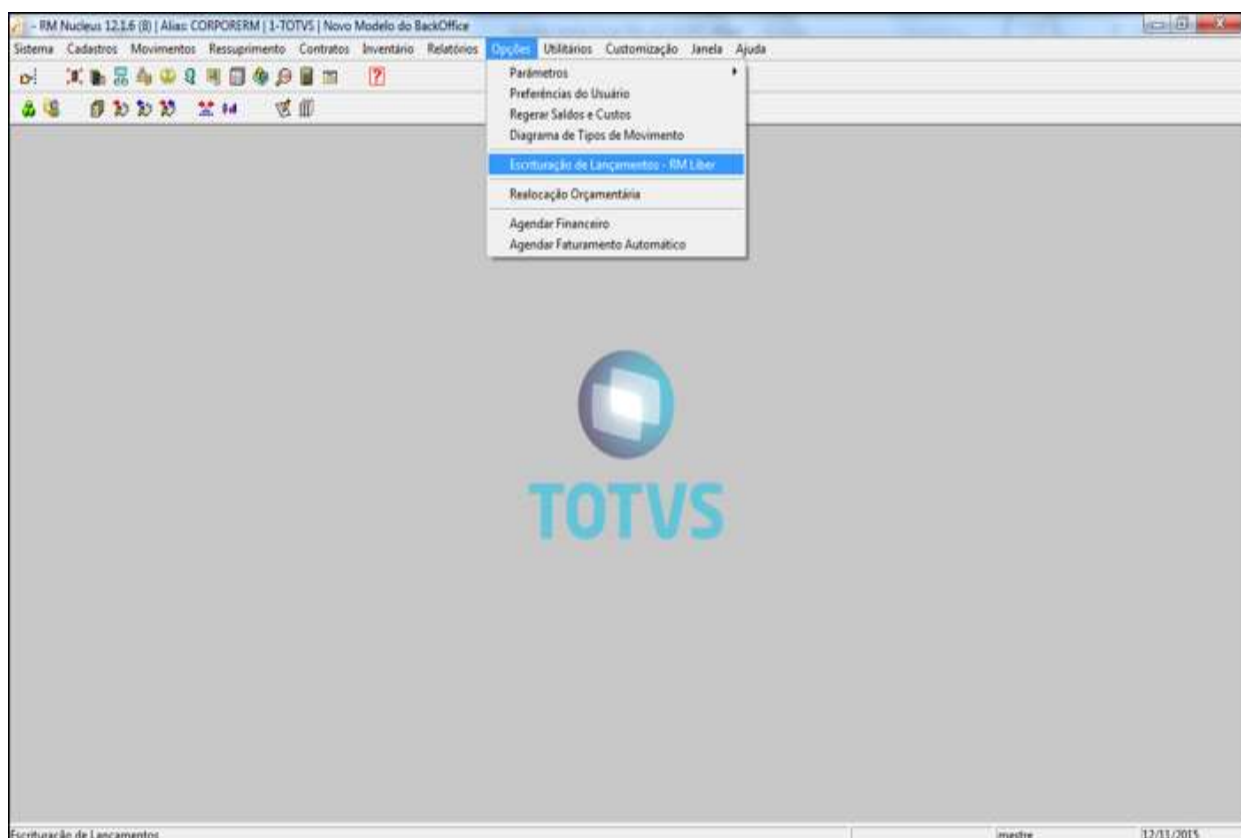 - RM Nucleus 12.1.6 (8) | Alias: CORPORERM | 1-TOTVS | Novo Modelo do BackOffice
Sistema Cadastros Movimentos Ressuprimento Contratos Inventário Relatórios Opções Utilitários Customização Janela Ajuda
Parâmetros
Preferências do Usuário
Regerar Saldos e Custos
Diagrama de Tipos de Movimento
Escrituração de Lançamentos - RM Liber
Realocação Orçamentária
Agendar Financeiro
Agendar Faturamento Automático
TOTVS
Escrituração de Lançamentos mestre 12/11/2015